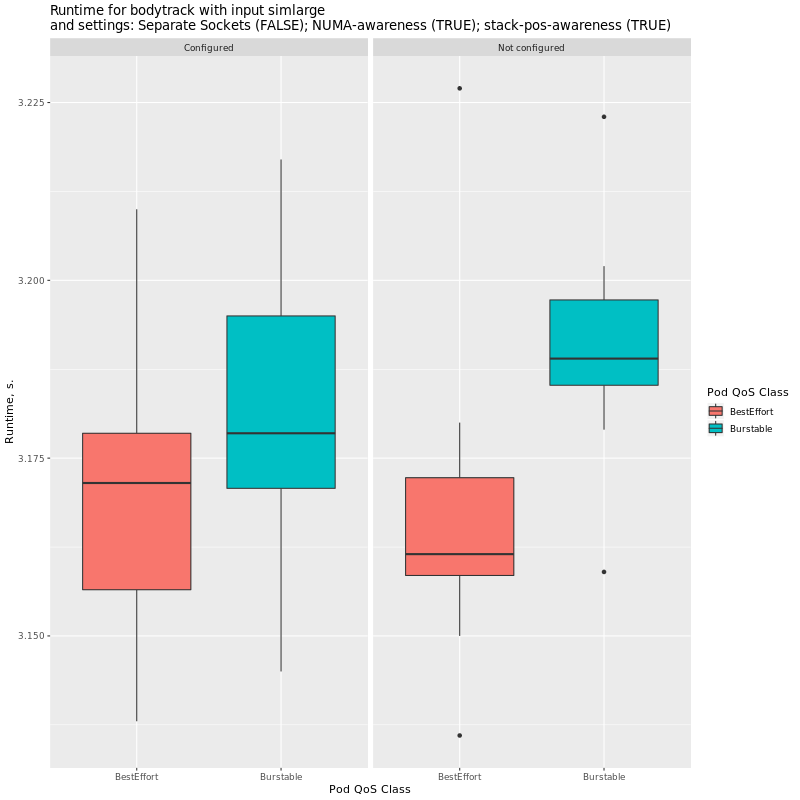 Runtime for bodytrack with input simlarge
and settings: Separate Sockets (FALSE); NUMA-awareness (TRUE); stack-pos-awareness (TRUE)
Configured
Not configured
3.225
3.200
3.175
3.150
Runtime, s.
BestEffort
Burstable
BestEffort
Burstable
Pod QoS Class
Pod QoS Class
BestEffort
Burstable